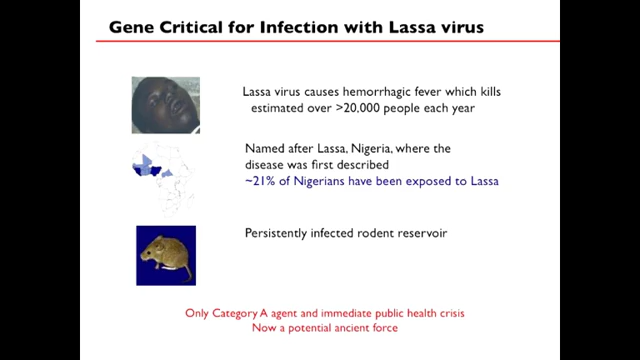 Gene Critical for Infection with Lassa virus
Lassa virus causes hemorrhagic fever which kills
estimated over >20,000 people each year
Named after Lassa, Nigeria, where the
disease was first described
~21% of Nigerians have been exposed to Lassa
Persistently infected rodent reservoir
Only Category A agent and immediate public health crisis
Now a potential ancient force